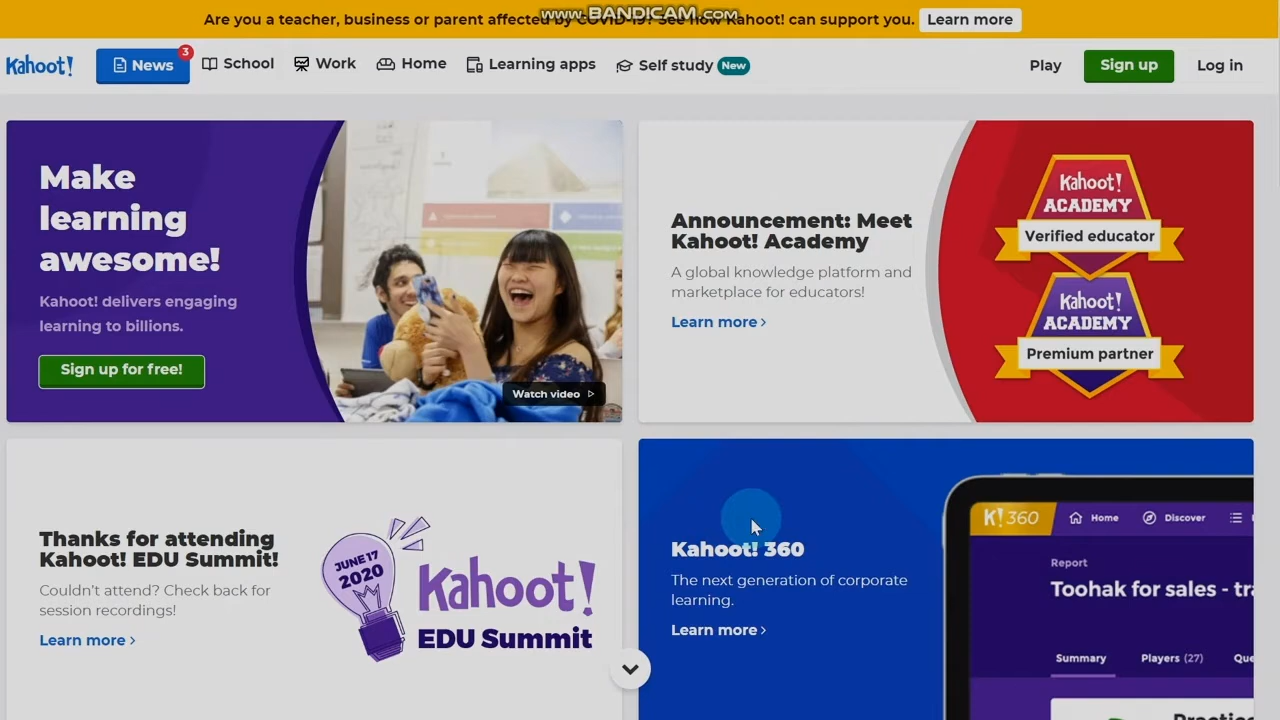 Are you a teacher, business or parent affected by COVID-19? See how Kahoot! can support you. Learn more
www.BANDICAM.com
Kahoot! News 3 School Work Home Learning apps Self study New Play Sign up Log in
Make
learning
awesome!
Kahoot! delivers engaging
learning to billions.
Sign up for free!
Watch video
Announcement: Meet
Kahoot! Academy
A global knowledge platform and
marketplace for educators!
Learn more
Kahoot!
ACADEMY
Verified educator
Kahoot!
ACADEMY
Premium partner
Thanks for attending
Kahoot! EDU Summit!
Couldn't attend? Check back for
session recordings!
Learn more
JUNE 17
2020
Kahoot!
EDU Summit
Kahoot! 360
The next generation of corporate
learning.
Learn more
K! 360 Home Discover
Report
Toohak for sales - tra
Summary Players (27) Que